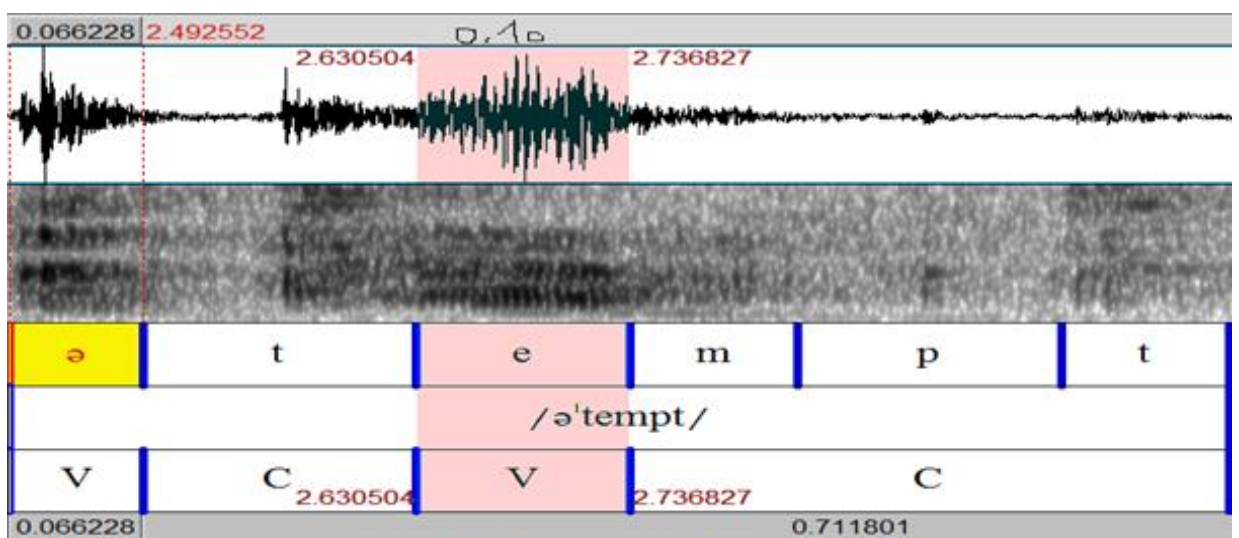 0.066228 2.492552 0.10
2.630504 2.736827
ə t e m p t
/əˈtempt/
V C V C
2.630504 2.736827
0.066228 0.711801